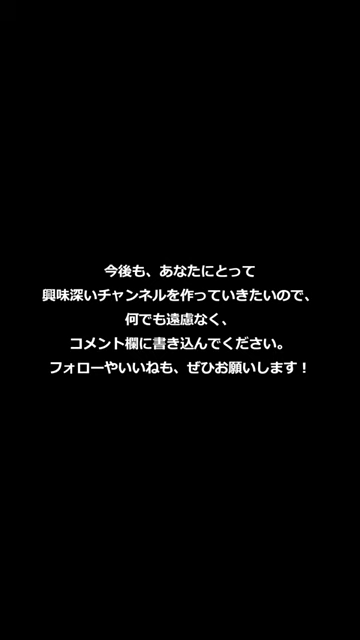 今後も、あなたにとって
興味深いチャンネルを作っていきたいので、
何でも遠慮なく、
コメント欄に書き込んでください。
フォローやいいねも、ぜひお願いします！